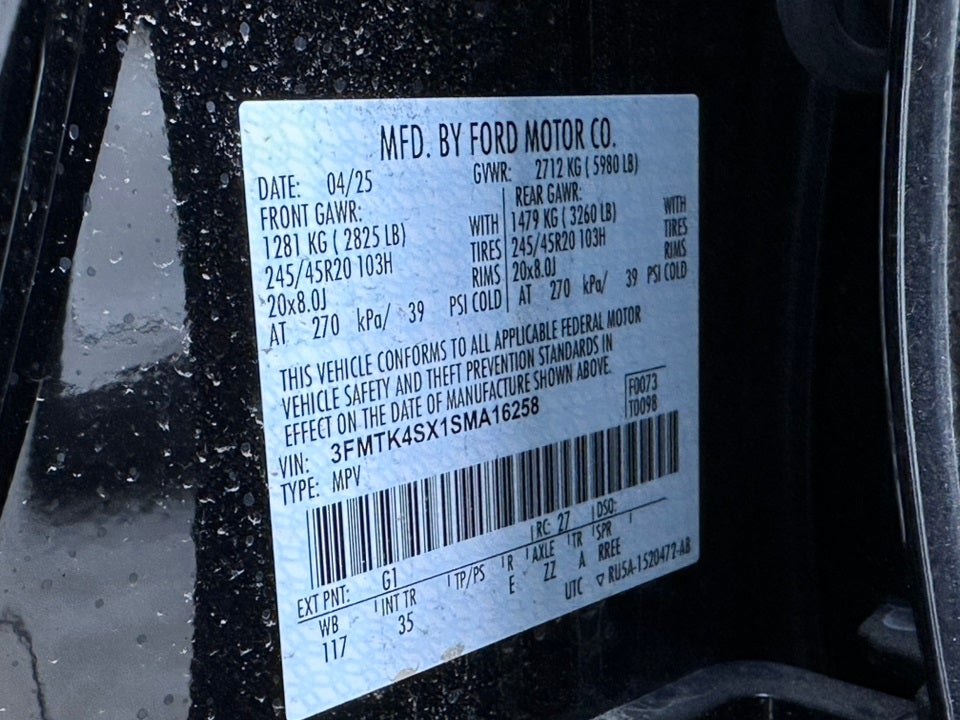 MFD. BY FORD MOTOR CO.
DATE: 04/25 GVWR: 2712 KG ( 5980 LB)
FRONT GAWR: REAR GAWR:
1281 KG ( 2825 LB) WITH 1479 KG ( 3260 LB) WITH
245/45R20 103H TIRES 245/45R20 103H TIRES
20x8.0J RIMS 20x8.0J RIMS
AT 270 kPa/ 39 PSI COLD AT 270 kPa/ 39 PSI COLD
THIS VEHICLE CONFORMS TO ALL APPLICABLE FEDERAL MOTOR
VEHICLE SAFETY AND THEFT PREVENTION STANDARDS IN
EFFECT ON THE DATE OF MANUFACTURE SHOWN ABOVE.
VIN: 3FMTK4SX1SMA16258 F0073
TYPE: MPV T0098
EXT PNT: G1 RC: 27 DSO:
WB INT TR TP/PS R AXLE TR SPR
117 35 E ZZ A RREE
UTC ▽ RU5A-1520472-AB